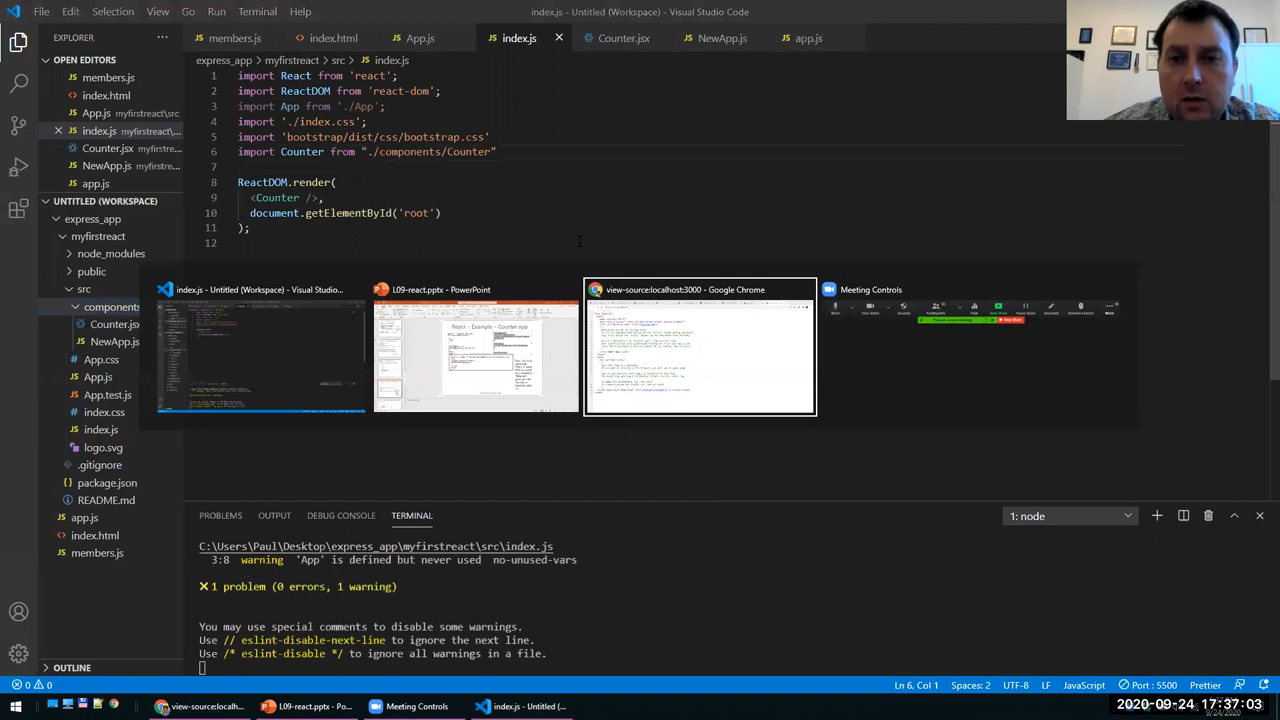 File Edit Selection View Go Run Terminal Help
index.js - Untitled (Workspace) - Visual Studio Code
EXPLORER
members.js index.html App.js index.js Counter.jsx NewApp.js app.js
OPEN EDITORS
members.js
index.html
App.js myfirstreact\src
index.js myfirstreact\...
Counter.jsx myfirstre...
NewApp.js myfirstre...
app.js
UNTITLED (WORKSPACE)
express_app
myfirstreact
node_modules
public
src
components
Counter.js
App.css
App.js
App.test.js
index.css
index.js
logo.svg
.gitignore
package.json
README.md
app.js
index.html
members.js
OUTLINE
express_app > myfirstreact > src > index.js
1 import React from 'react';
2 import ReactDOM from 'react-dom';
3 import App from './App';
4 import './index.css';
5 import 'bootstrap/dist/css/bootstrap.css'
6 import Counter from "./components/Counter"
7
8 ReactDOM.render(
9 <Counter />,
10 document.getElementById('root')
11 );
12
index.js - Untitled (Workspace) - Visual Studio...
L09-react.pptx - PowerPoint
view-source:localhost:3000 - Google Chrome
Meeting Controls
React - Example - Counter app
PROBLEMS OUTPUT DEBUG CONSOLE TERMINAL
1: node
C:\Users\Paul\Desktop\express_app\myfirstreact\src\index.js
3:8 warning 'App' is defined but never used no-unused-vars
1 problem (0 errors, 1 warning)
You may use special comments to disable some warnings.
Use // eslint-disable-next-line to ignore the next line.
Use /* eslint-disable */ to ignore all warnings in a file.
0 0
Ln 6, Col 1 Spaces: 2 UTF-8 LF JavaScript Port : 5500 Prettier
view-source:localh... L09-react.pptx - Po... Meeting Controls index.js - Untitled (...
2020-09-24 17:37:03
9/24/2020